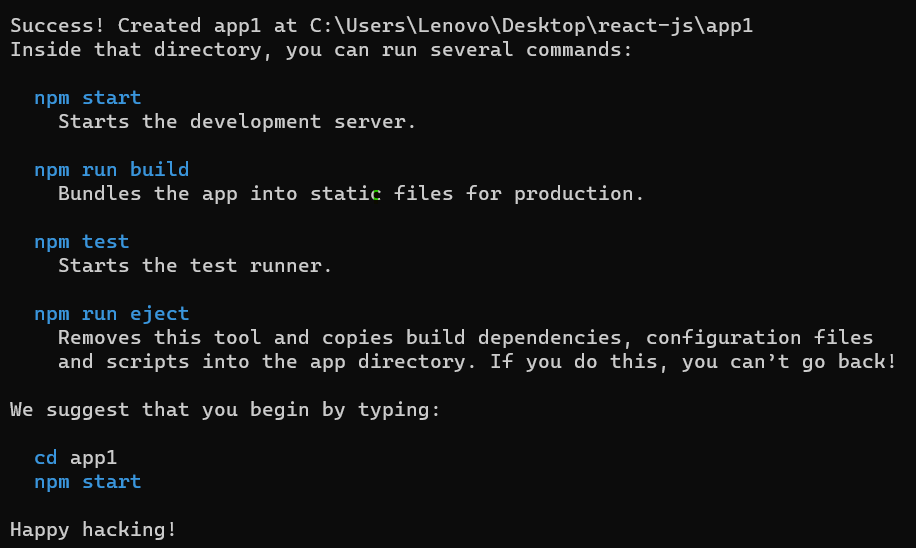 Success! Created app1 at C:\Users\Lenovo\Desktop\react-js\app1
Inside that directory, you can run several commands:
npm start
Starts the development server.
npm run build
Bundles the app into static files for production.
npm test
Starts the test runner.
npm run eject
Removes this tool and copies build dependencies, configuration files
and scripts into the app directory. If you do this, you can’t go back!
We suggest that you begin by typing:
cd app1
npm start
Happy hacking!